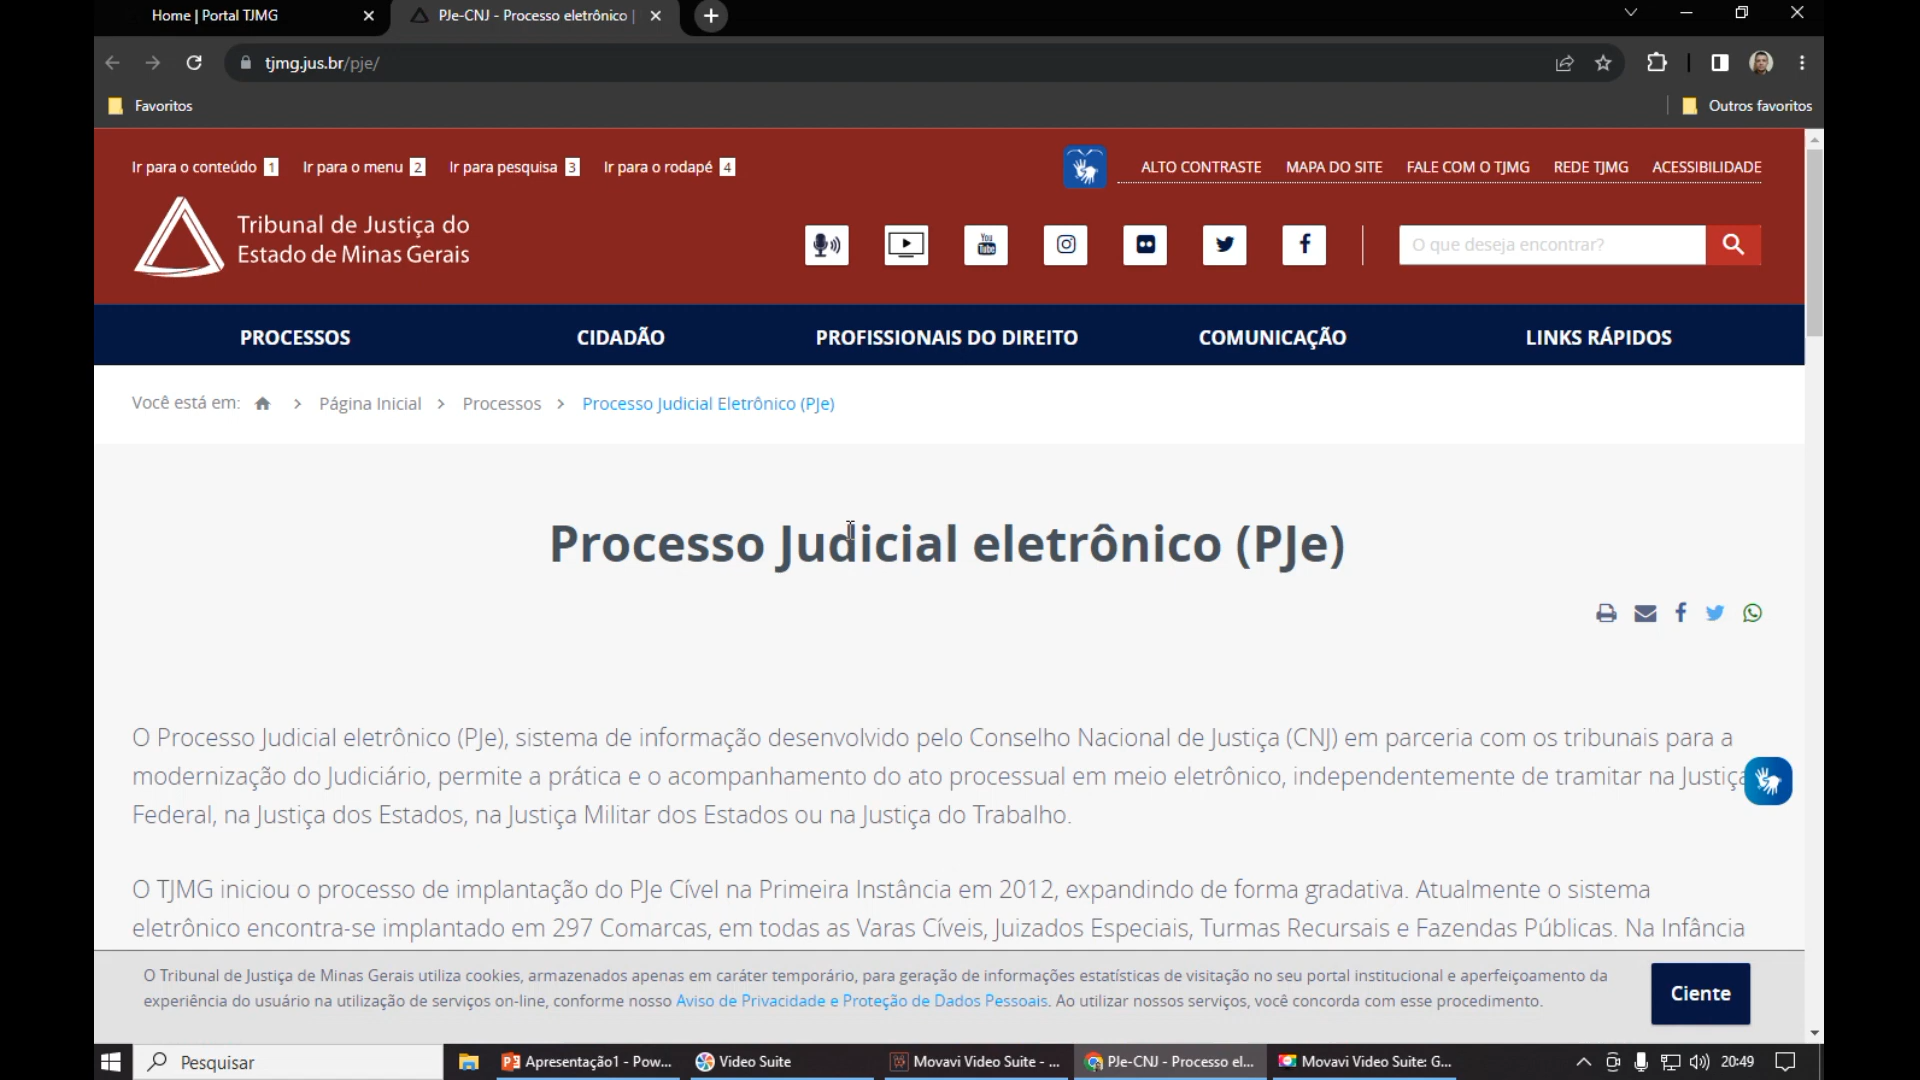 Home | Portal TJMG
PJe-CNJ - Processo eletrônico |
tjmg.jus.br/pje/
Favoritos
Outros favoritos
Ir para o conteúdo 1
Ir para o menu 2
Ir para pesquisa 3
Ir para o rodapé 4
ALTO CONTRASTE
MAPA DO SITE
FALE COM O TJMG
REDE TJMG
ACESSIBILIDADE
Tribunal de Justiça do
Estado de Minas Gerais
You
Tube
O que deseja encontrar?
PROCESSOS
CIDADÃO
PROFISSIONAIS DO DIREITO
COMUNICAÇÃO
LINKS RÁPIDOS
Você está em:
Página Inicial
Processos
Processo Judicial Eletrônico (PJe)
Processo Judicial eletrônico (PJe)
O Processo Judicial eletrônico (PJe), sistema de informação desenvolvido pelo Conselho Nacional de Justiça (CNJ) em parceria com os tribunais para a
modernização do Judiciário, permite a prática e o acompanhamento do ato processual em meio eletrônico, independentemente de tramitar na Justiça
Federal, na Justiça dos Estados, na Justiça Militar dos Estados ou na Justiça do Trabalho.
O TJMG iniciou o processo de implantação do PJe Cível na Primeira Instância em 2012, expandindo de forma gradativa. Atualmente o sistema
eletrônico encontra-se implantado em 297 Comarcas, em todas as Varas Cíveis, Juizados Especiais, Turmas Recursais e Fazendas Públicas. Na Infância
O Tribunal de Justiça de Minas Gerais utiliza cookies, armazenados apenas em caráter temporário, para geração de informações estatísticas de visitação no seu portal institucional e aperfeiçoamento da
experiência do usuário na utilização de serviços on-line, conforme nosso Aviso de Privacidade e Proteção de Dados Pessoais. Ao utilizar nossos serviços, você concorda com esse procedimento.
Ciente
Pesquisar
Apresentação1 - Pow...
Video Suite
Movavi Video Suite - ...
PJe-CNJ - Processo el...
Movavi Video Suite: G...
20:49